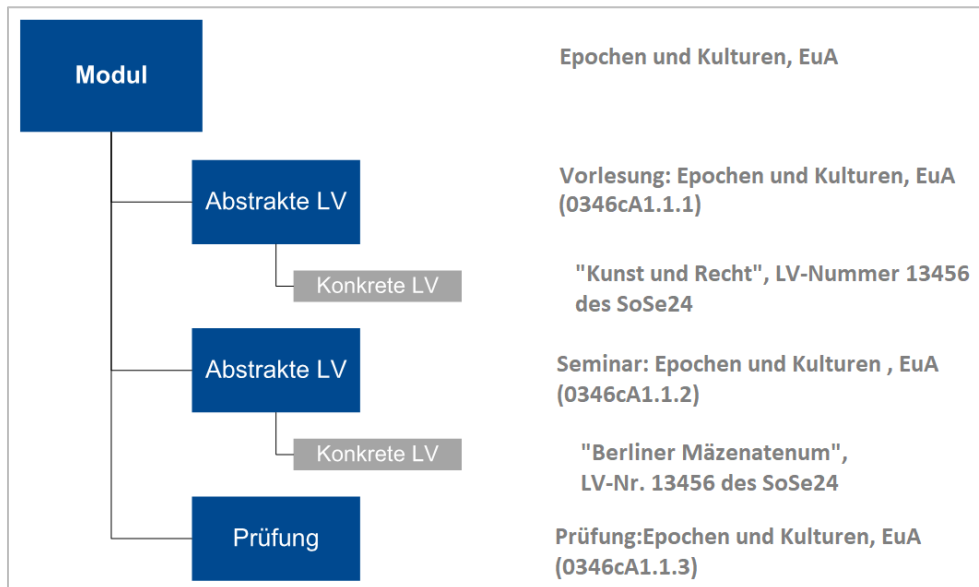 Modul
Epochen und Kulturen, EuA
Abstrakte LV
Vorlesung: Epochen und Kulturen, EuA
(0346cA1.1.1)
Konkrete LV
"Kunst und Recht", LV-Nummer 13456
des SoSe24
Abstrakte LV
Seminar: Epochen und Kulturen , EuA
(0346cA1.1.2)
Konkrete LV
"Berliner Mäzenatenum",
LV-Nr. 13456 des SoSe24
Prüfung
Prüfung:Epochen und Kulturen, EuA
(0346cA1.1.3)